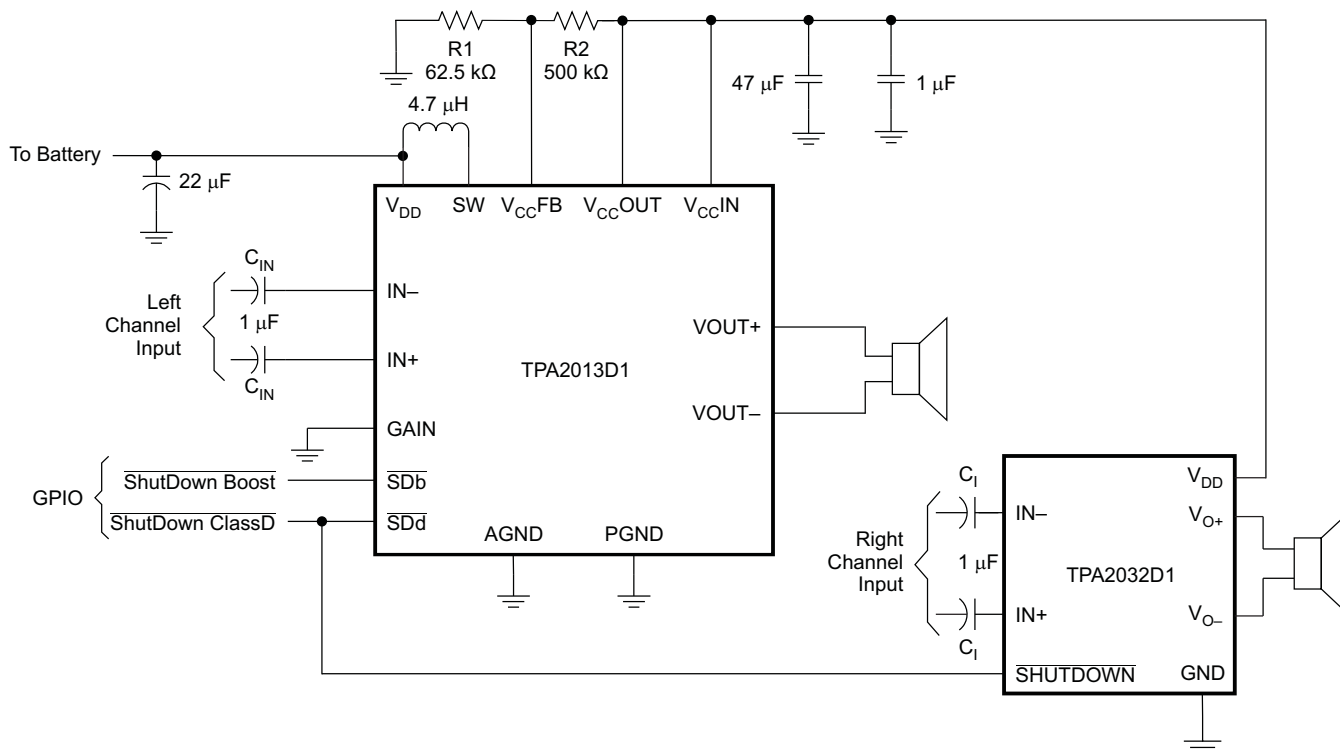 R1
62.5 kΩ
R2
500 kΩ
47 μF
1 μF
4.7 μH
To Battery
22 μF
V_DD
SW
V_CCFB
V_CCOUT
V_CCIN
C_IN
IN–
Left
Channel
Input
1 μF
IN+
C_IN
VOUT+
TPA2013D1
VOUT–
GAIN
GPIO
ShutDown Boost
SDb
ShutDown ClassD
SDd
AGND
PGND
C_I
IN–
V_DD
V_O+
Right
Channel
Input
1 μF
TPA2032D1
IN+
V_O–
C_I
SHUTDOWN
GND